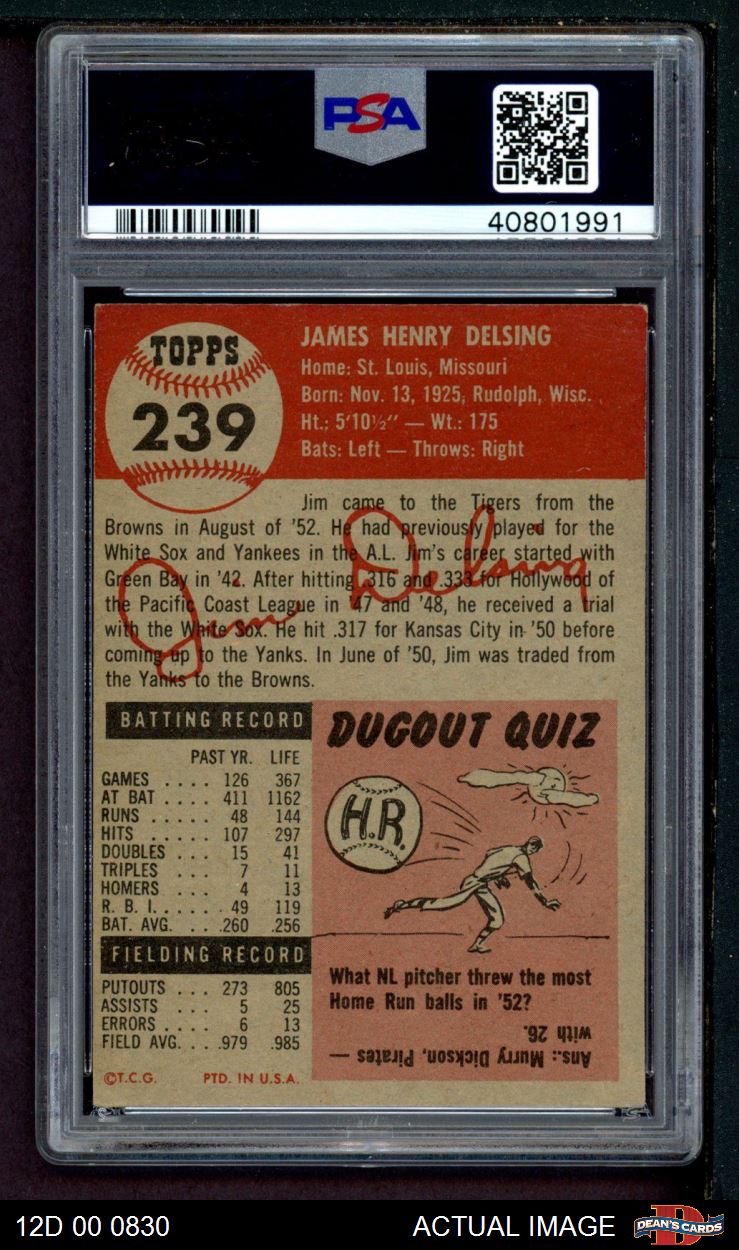 PSA
40801991
TOPPS
239
JAMES HENRY DELSING
Home: St. Louis, Missouri
Born: Nov. 13, 1925, Rudolph, Wisc.
Ht.; 5'10½" — Wt.: 175
Bats: Left — Throws: Right
Jim came to the Tigers from the
Browns in August of '52. He had previously played for the
White Sox and Yankees in the A.L. Jim's career started with
Green Bay in '42. After hitting .316 and .333 for Hollywood of
the Pacific Coast League in '47 and '48, he received a trial
with the White Sox. He hit .317 for Kansas City in '50 before
coming up to the Yanks. In June of '50, Jim was traded from
the Yanks to the Browns.
Jim Delsing
BATTING RECORD
PAST YR. LIFE
GAMES .... 126 367
AT BAT .... 411 1162
RUNS ..... 48 144
HITS ..... 107 297
DOUBLES ... 15 41
TRIPLES ... 7 11
HOMERS ... 4 13
R. B. I. ..... 49 119
BAT. AVG. ... .260 .256
FIELDING RECORD
PUTOUTS ... 273 805
ASSISTS ... 5 25
ERRORS .... 6 13
FIELD AVG. ... .979 .985
©T.C.G. PTD. IN U.S.A.
DUGOUT QUIZ
H.R.
What NL pitcher threw the most
Home Run balls in '52?
Ans.: Murry Dickson, Pirates —
with 26.
12D 00 0830
ACTUAL IMAGE
D
DEAN'S CARDS